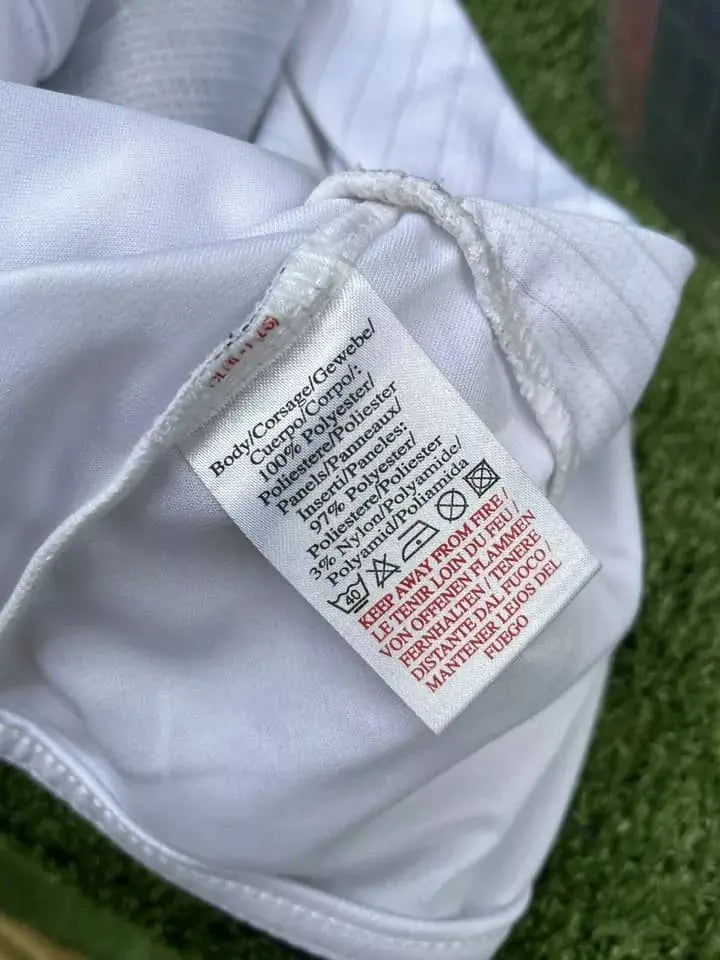 Body/Corsage/Gewebe/
Cuerpo/Corpo/:
100% Polyester/
Poliestere/Poliester
Panels/Panneaux/
Inserti/Paneles:
97% Polyester/
Poliestere/Poliester
3% Nylon/Polyamide/
Polyamid/Poliamida
40
KEEP AWAY FROM FIRE /
LE TENIR LOIN DU FEU /
VON OFFENEN FLAMMEN
FERNHALTEN / TENERE
DISTANTE DAL FUOCO /
MANTENER LEJOS DEL
FUEGO